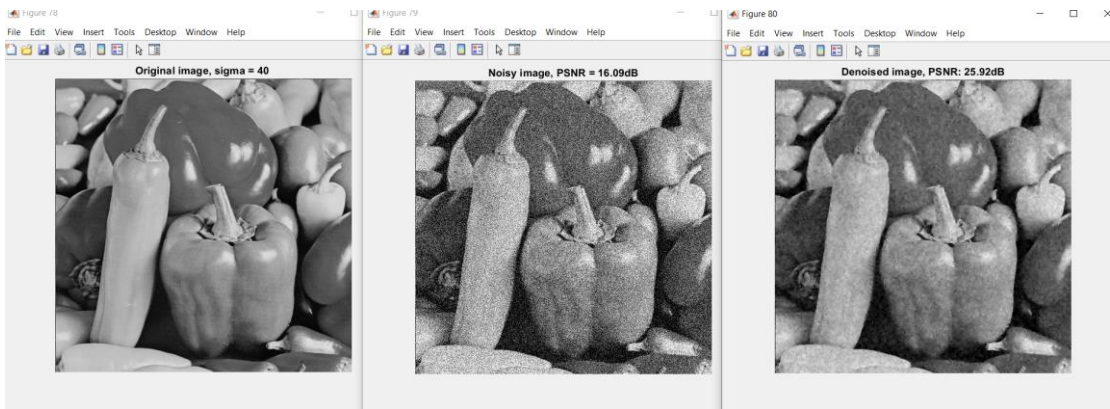 Figure 78
File Edit View Insert Tools Desktop Window Help
Original image, sigma = 40
Figure 79
File Edit View Insert Tools Desktop Window Help
Noisy image, PSNR = 16.09dB
Figure 80
File Edit View Insert Tools Desktop Window Help
Denoised image, PSNR: 25.92dB